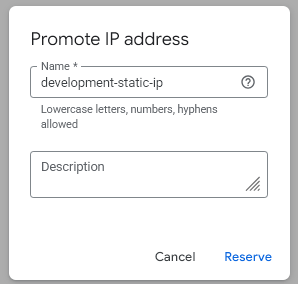 Promote IP address
Name *
development-static-ip
Lowercase letters, numbers, hyphens
allowed
Description
Cancel Reserve